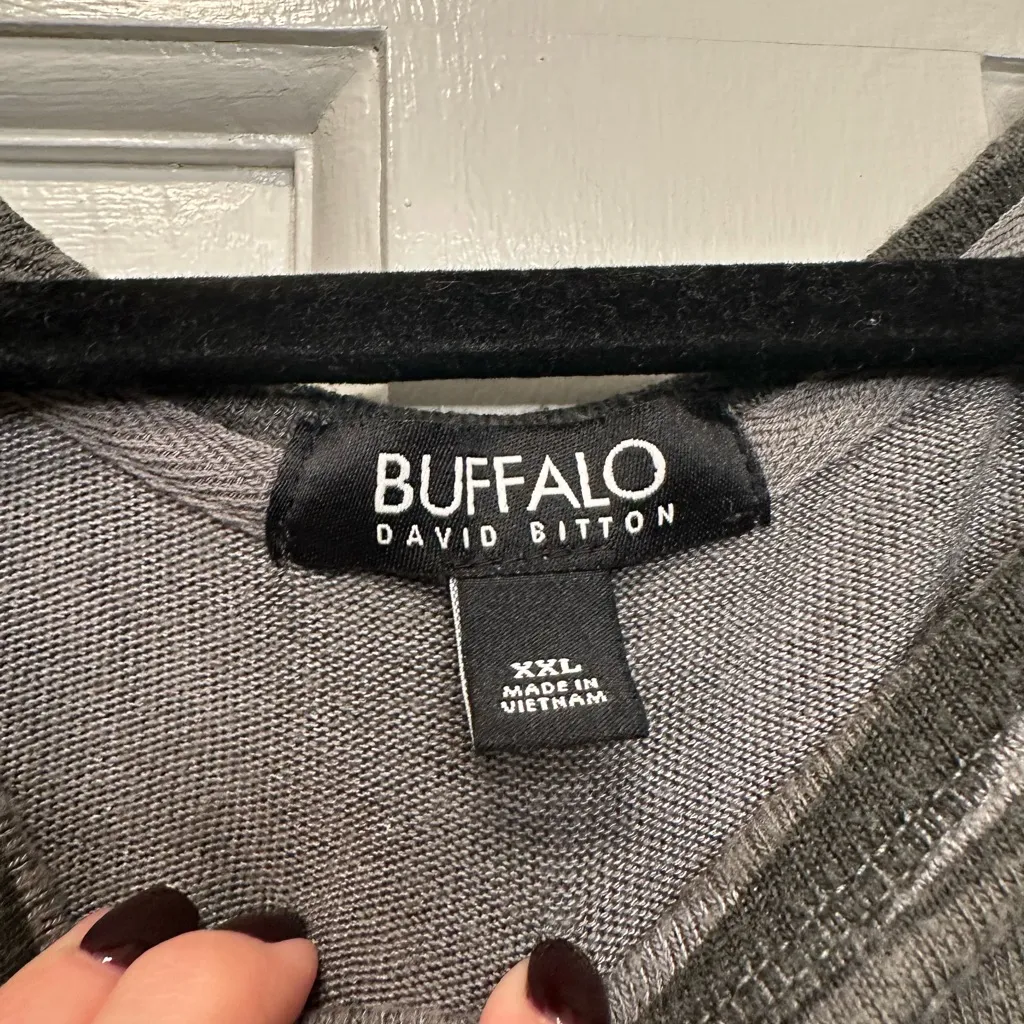 BUFFALO
DAVID BITTON
XXL
MADE IN
VIETNAM